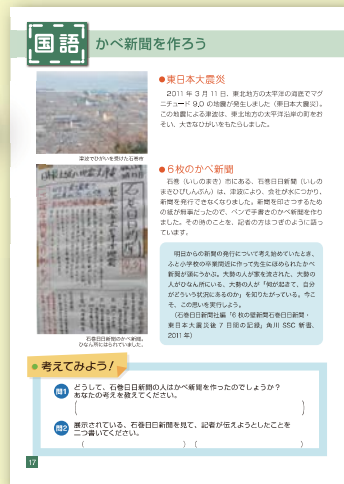 国語
かべ新聞を作ろう
●東日本大震災
2011年3月11日、東北地方の太平洋の海底でマグ
ニチュード9.0の地震が発生しました（東日本大震災）。
この地震による津波は、東北地方の太平洋沿岸の町をお
そい、大きなひがいをもたらしました。
津波でひがいを受けた石巻市
●6枚のかべ新聞
石巻（いしのまき）市にある、石巻日日新聞（いしの
まきひびしんぶん）は、津波により、会社が水につかり、
新聞を発行できなくなりました。新聞を印さつするため
の紙が無事だったので、ペンで手書きのかべ新聞を作り
ました。その時のことを、記者の方はつぎのように語っ
ています。
明日からの新聞の発行について考え始めていたとき、
ふと小学校の卒業間近に作って先生にほめられたかべ
新聞が頭にうかぶ。大勢の人が家を流された、大勢の
人がひなん所にいる、大勢の人が「何が起きて、自分
がどういう状況にあるのか」を知りたがっている。今こ
そ、この思いを実行しよう。
（石巻日日新聞社編「6枚の壁新聞石巻日日新聞・
東日本大震災後7日間の記録」角川SSC新書、
2011年）
石巻日日新聞のかべ新聞。
ひなん所にはられていました。
●考えてみよう！
問1 どうして、石巻日日新聞の人はかべ新聞を作ったのでしょうか？
あなたの考えを教えてください。
（ ）
問2 展示されている、石巻日日新聞を見て、記者が伝えようとしたことを
二つ書いてください。
（ ）（ ）
17